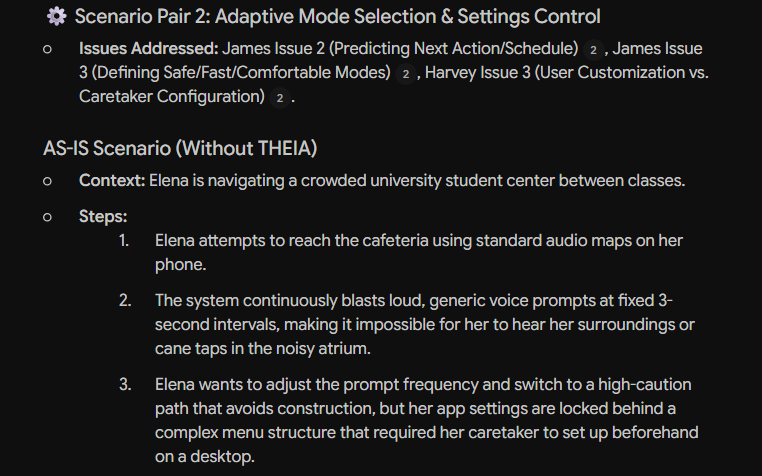 Scenario Pair 2: Adaptive Mode Selection & Settings Control
Issues Addressed: James Issue 2 (Predicting Next Action/Schedule) 2 , James Issue
3 (Defining Safe/Fast/Comfortable Modes) 2 , Harvey Issue 3 (User Customization vs.
Caretaker Configuration) 2 .
AS-IS Scenario (Without THEIA)
Context: Elena is navigating a crowded university student center between classes.
Steps:
1. Elena attempts to reach the cafeteria using standard audio maps on her
phone.
2. The system continuously blasts loud, generic voice prompts at fixed 3-
second intervals, making it impossible for her to hear her surroundings or
cane taps in the noisy atrium.
3. Elena wants to adjust the prompt frequency and switch to a high-caution
path that avoids construction, but her app settings are locked behind a
complex menu structure that required her caretaker to set up beforehand
on a desktop.